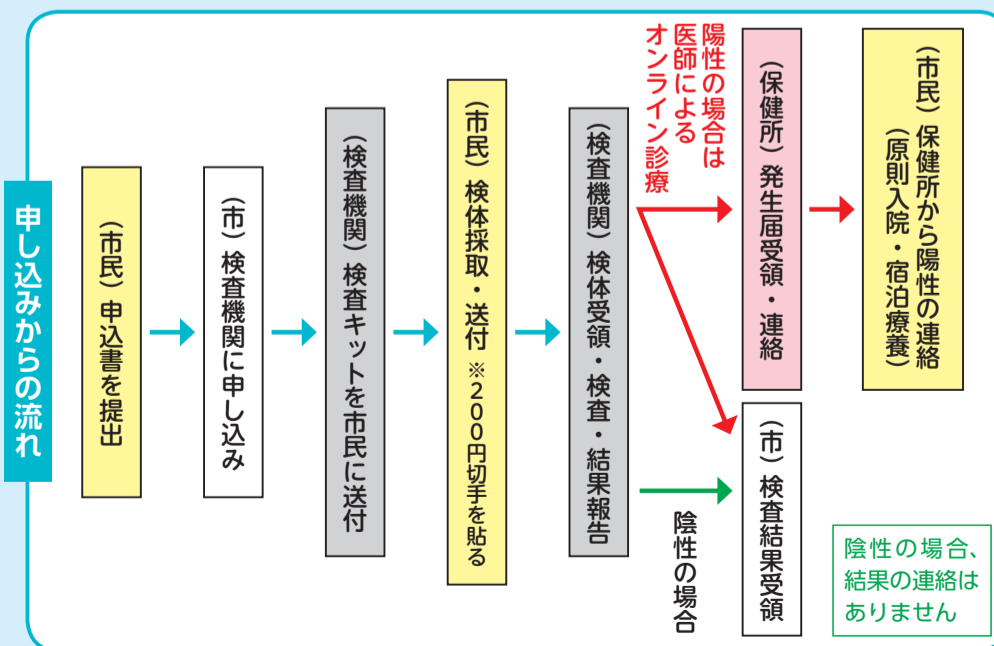 申し込みからの流れ
（市民）申込書を提出
（市）検査機関に申し込み
（検査機関）検査キットを市民に送付
（市民）検体採取・送付 ※200円切手を貼る
（検査機関）検体受領・検査・結果報告
陽性の場合は
医師による
オンライン診療
（保健所）発生届受領・連絡
（市民）保健所から陽性の連絡
（原則入院・宿泊療養）
陰性の場合
（市）検査結果受領
陰性の場合、
結果の連絡は
ありません